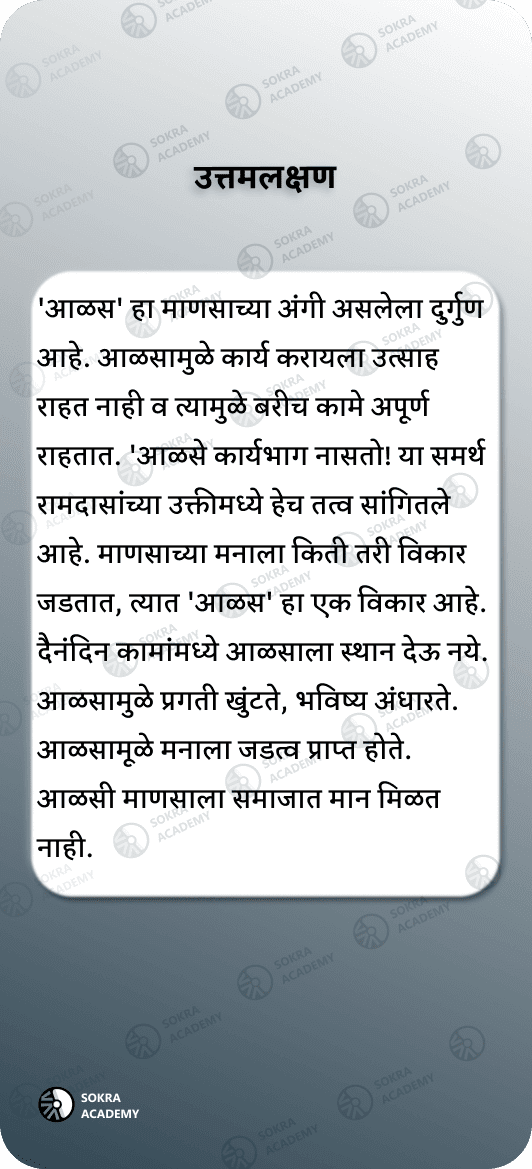 उत्तमलक्षण
'आळस' हा माणसाच्या अंगी असलेला दुर्गुण
आहे. आळसामुळे कार्य करायला उत्साह
राहत नाही व त्यामुळे बरीच कामे अपूर्ण
राहतात. 'आळसे कार्यभाग नासतो! या समर्थ
रामदासांच्या उक्तीमध्ये हेच तत्व सांगितले
आहे. माणसाच्या मनाला किती तरी विकार
जडतात, त्यात 'आळस' हा एक विकार आहे.
दैनंदिन कामांमध्ये आळसाला स्थान देऊ नये.
आळसामुळे प्रगती खुंटते, भविष्य अंधारते.
आळसामूळे मनाला जडत्व प्राप्त होते.
आळसी माणसाला समाजात मान मिळत
नाही.
SOKRA
ACADEMY